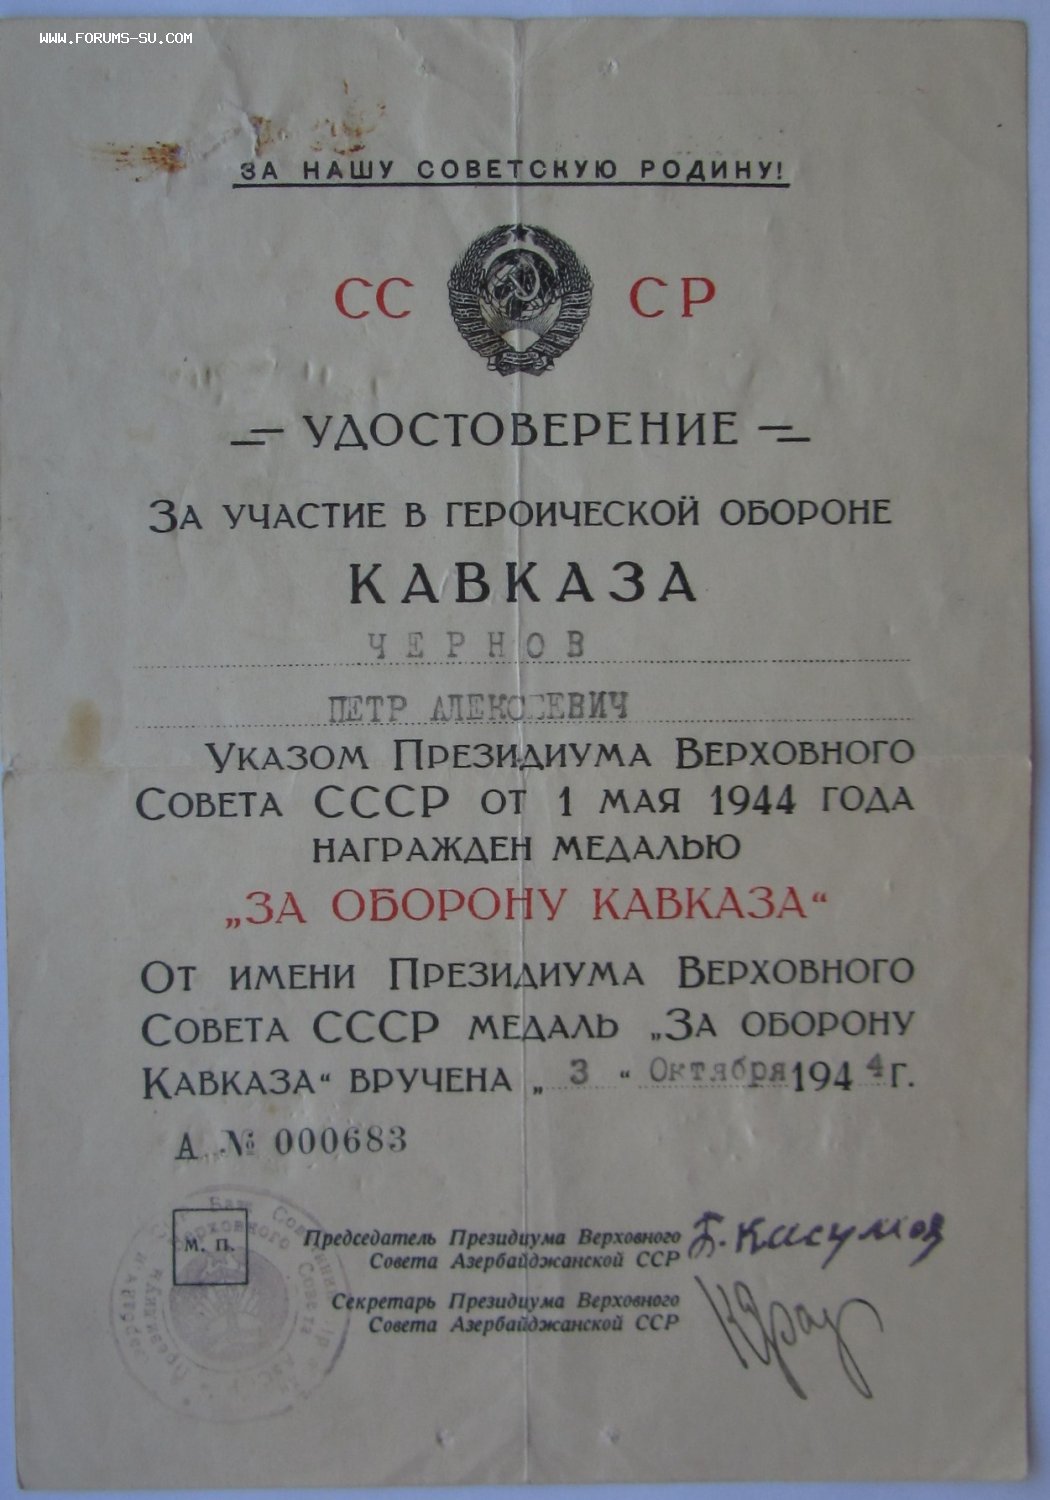 WWW.FORUMS-SU.COM
ЗА НАШУ СОВЕТСКУЮ РОДИНУ!
СС СР
УДОСТОВЕРЕНИЕ
ЗА УЧАСТИЕ В ГЕРОИЧЕСКОЙ ОБОРОНЕ
КАВКАЗА
ЧЕРНОВ
ПЕТР АЛЕКСЕЕВИЧ
УКАЗОМ ПРЕЗИДИУМА ВЕРХОВНОГО
СОВЕТА СССР ОТ 1 МАЯ 1944 ГОДА
НАГРАЖДЕН МЕДАЛЬЮ
„ЗА ОБОРОНУ КАВКАЗА“
ОТ ИМЕНИ ПРЕЗИДИУМА ВЕРХОВНОГО
СОВЕТА СССР МЕДАЛЬ „ЗА ОБОРОНУ
КАВКАЗА“ ВРУЧЕНА „ 3 “ Октября 1944 г.
А № 000683
М. П.
Председатель Президиума Верховного
Совета Азербайджанской ССР
Б. Касумов
Секретарь Президиума Верховного
Совета Азербайджанской ССР